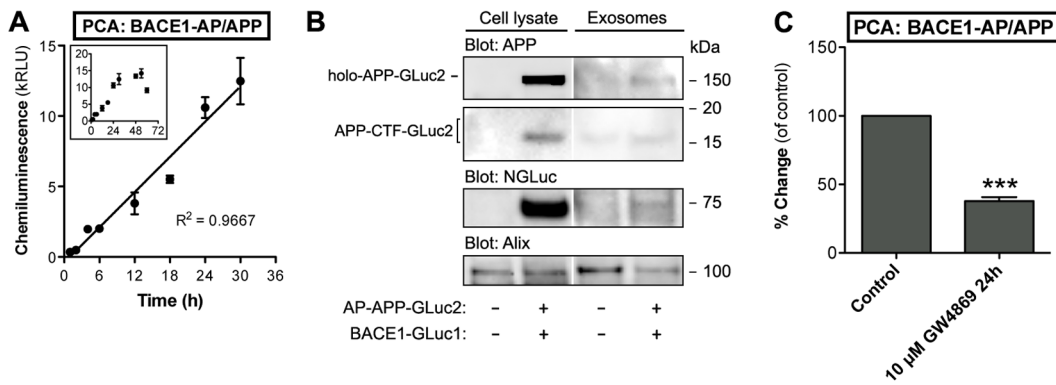 A
PCA: BACE1-AP/APP
Chemiluminescence (kRLU)
15
10
5
0
20
15
10
5
0
0 24 48 72
R² = 0.9667
0 6 12 18 24 30 36
Time (h)
B
Cell lysate Exosomes
Blot: APP
kDa
holo-APP-GLuc2 –
– 150
– 20
APP-CTF-GLuc2
– 15
Blot: NGLuc
– 75
Blot: Alix
– 100
AP-APP-GLuc2: – + – +
BACE1-GLuc1: – + – +
C
PCA: BACE1-AP/APP
% Change (of control)
150
100
50
0
***
Control
10 µM GW4869 24h